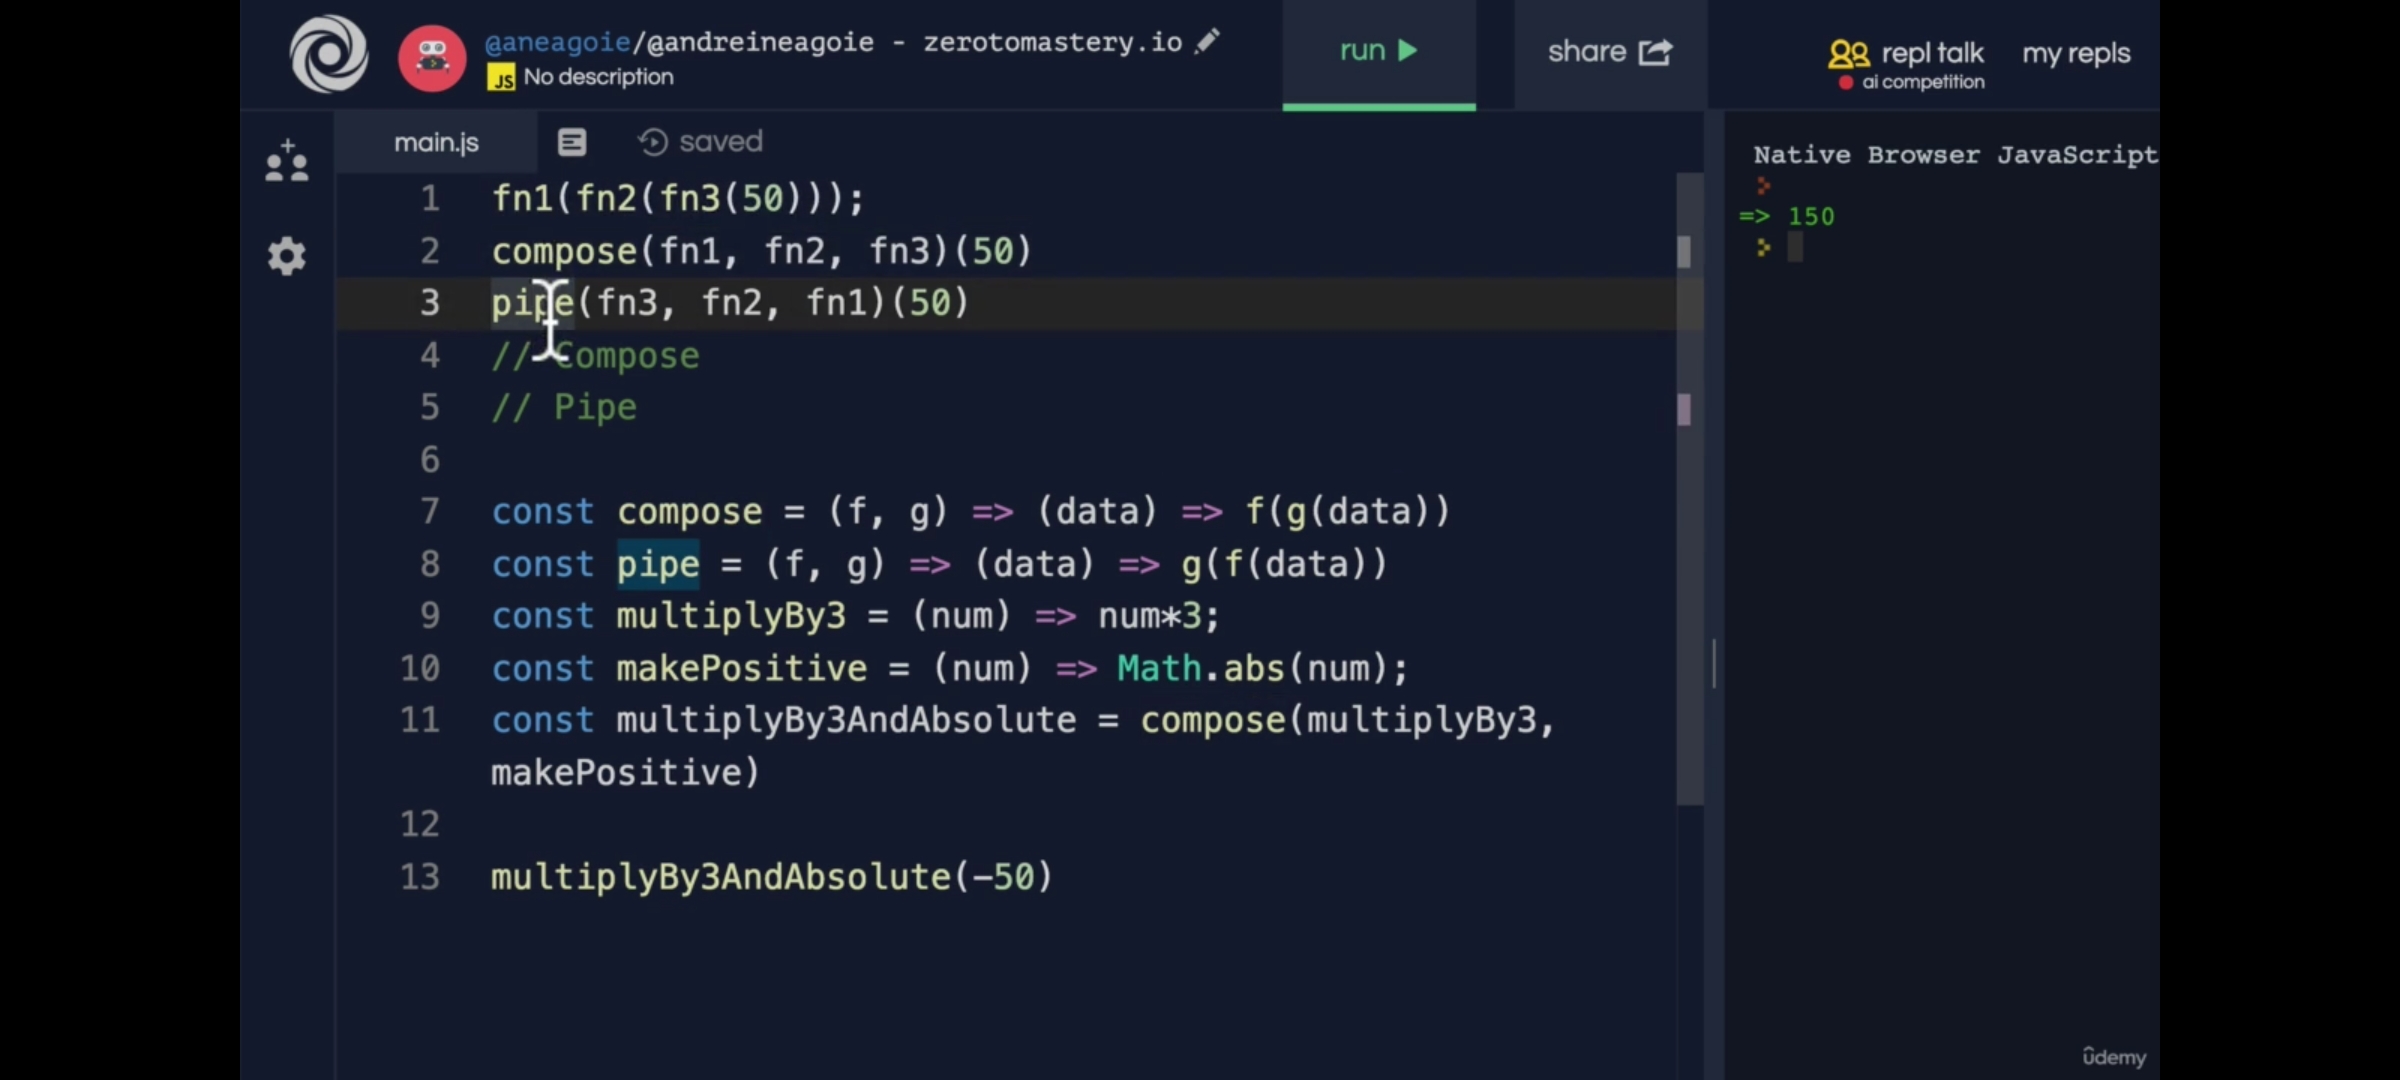 @aneagoie/@andreineagoie - zerotomastery.io
JS No description
run
share
repl talk
ai competition
my repls
main.js
saved
1 fn1(fn2(fn3(50)));
2 compose(fn1, fn2, fn3)(50)
3 pipe(fn3, fn2, fn1)(50)
4 // Compose
5 // Pipe
6
7 const compose = (f, g) => (data) => f(g(data))
8 const pipe = (f, g) => (data) => g(f(data))
9 const multiplyBy3 = (num) => num*3;
10 const makePositive = (num) => Math.abs(num);
11 const multiplyBy3AndAbsolute = compose(multiplyBy3,
makePositive)
12
13 multiplyBy3AndAbsolute(-50)
Native Browser JavaScript
=> 150
ûdemy